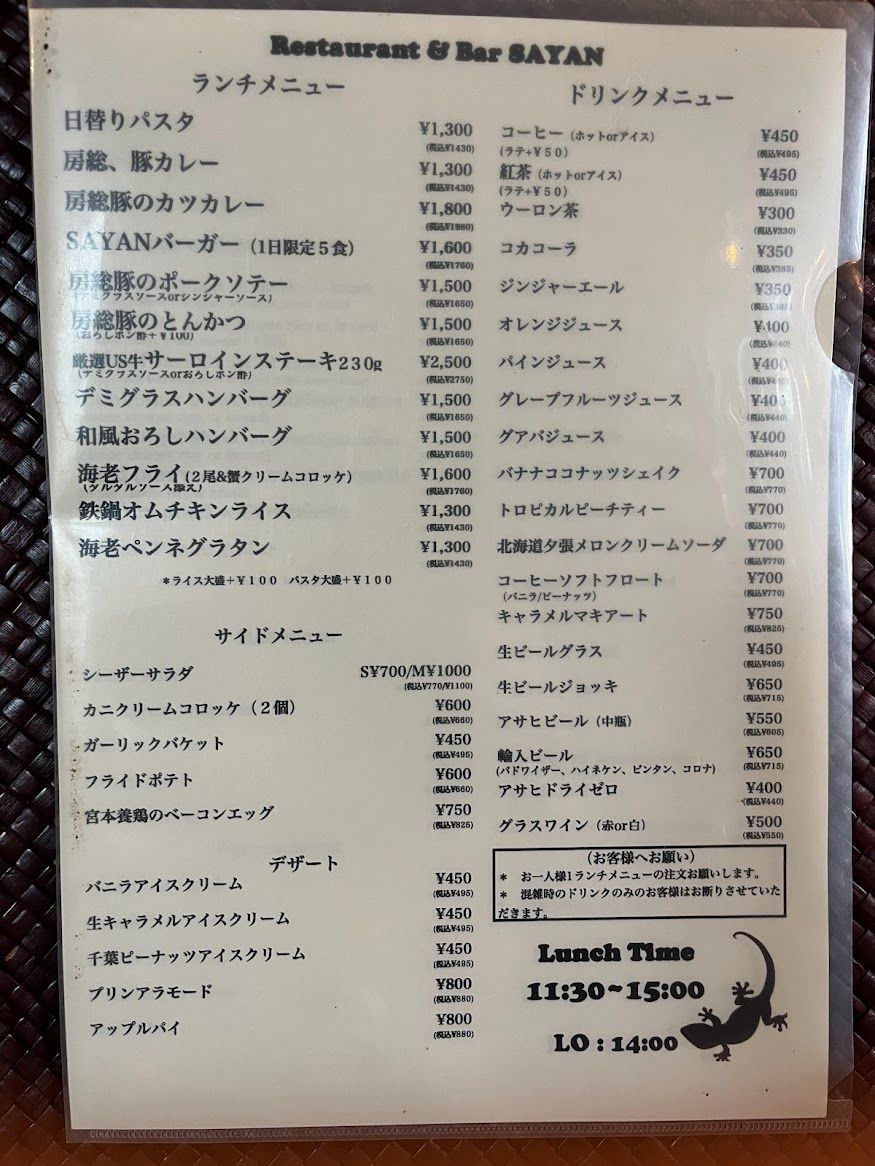 Restaurant & Bar SAYAN
ランチメニュー
日替りパスタ ¥1,300
(税込¥1430)
房総、豚カレー ¥1,300
(税込¥1430)
房総豚のカツカレー ¥1,800
(税込¥1980)
SAYANバーガー（1日限定５食） ¥1,600
(税込¥1760)
房総豚のポークソテー ¥1,500
(デミグラスソースorジンジャーソース) (税込¥1650)
房総豚のとんかつ ¥1,500
(おろしポン酢＋¥100) (税込¥1650)
厳選US牛サーロインステーキ230g ¥2,500
(デミグラスソースorおろしポン酢) (税込¥2750)
デミグラスハンバーグ ¥1,500
(税込¥1650)
和風おろしハンバーグ ¥1,500
(税込¥1650)
海老フライ(２尾&蟹クリームコロッケ) ¥1,600
(タルタルソース添え) (税込¥1760)
鉄鍋オムチキンライス ¥1,300
(税込¥1430)
海老ペンネグラタン ¥1,300
(税込¥1430)
＊ライス大盛＋¥１００　パスタ大盛＋¥１００
サイドメニュー
シーザーサラダ S¥700/M¥1000
(税込¥770/¥1100)
カニクリームコロッケ（２個） ¥600
(税込¥660)
ガーリックバケット ¥450
(税込¥495)
フライドポテト ¥600
(税込¥660)
宮本養鶏のベーコンエッグ ¥750
(税込¥825)
デザート
バニラアイスクリーム ¥450
(税込¥495)
生キャラメルアイスクリーム ¥450
(税込¥495)
千葉ピーナッツアイスクリーム ¥450
(税込¥495)
プリンアラモード ¥800
(税込¥880)
アップルパイ ¥800
(税込¥880)
ドリンクメニュー
コーヒー（ホットorアイス） ¥450
(ラテ+¥５０) (税込¥495)
紅茶（ホットorアイス） ¥450
(ラテ+¥５０) (税込¥495)
ウーロン茶 ¥300
(税込¥330)
コカコーラ ¥350
(税込¥385)
ジンジャーエール ¥350
(税込¥385)
オレンジジュース ¥400
(税込¥440)
パインジュース ¥400
(税込¥440)
グレープフルーツジュース ¥400
(税込¥440)
グアバジュース ¥400
(税込¥440)
バナナココナッツシェイク ¥700
(税込¥770)
トロピカルピーチティー ¥700
(税込¥770)
北海道夕張メロンクリームソーダ ¥700
(税込¥770)
コーヒーソフトフロート ¥700
(バニラ/ピーナッツ) (税込¥770)
キャラメルマキアート ¥750
(税込¥825)
生ビールグラス ¥450
(税込¥495)
生ビールジョッキ ¥650
(税込¥715)
アサヒビール（中瓶） ¥550
(税込¥605)
輸入ビール ¥650
(バドワイザー、ハイネケン、ビンタン、コロナ) (税込¥715)
アサヒドライゼロ ¥400
(税込¥440)
グラスワイン（赤or白） ¥500
(税込¥550)
（お客様へお願い）
＊　お一人様1ランチメニューの注文お願いします。
＊　混雑時のドリンクのみのお客様はお断りさせていた
だきます。
Lunch Time
11:30~15:00
LO : 14:00